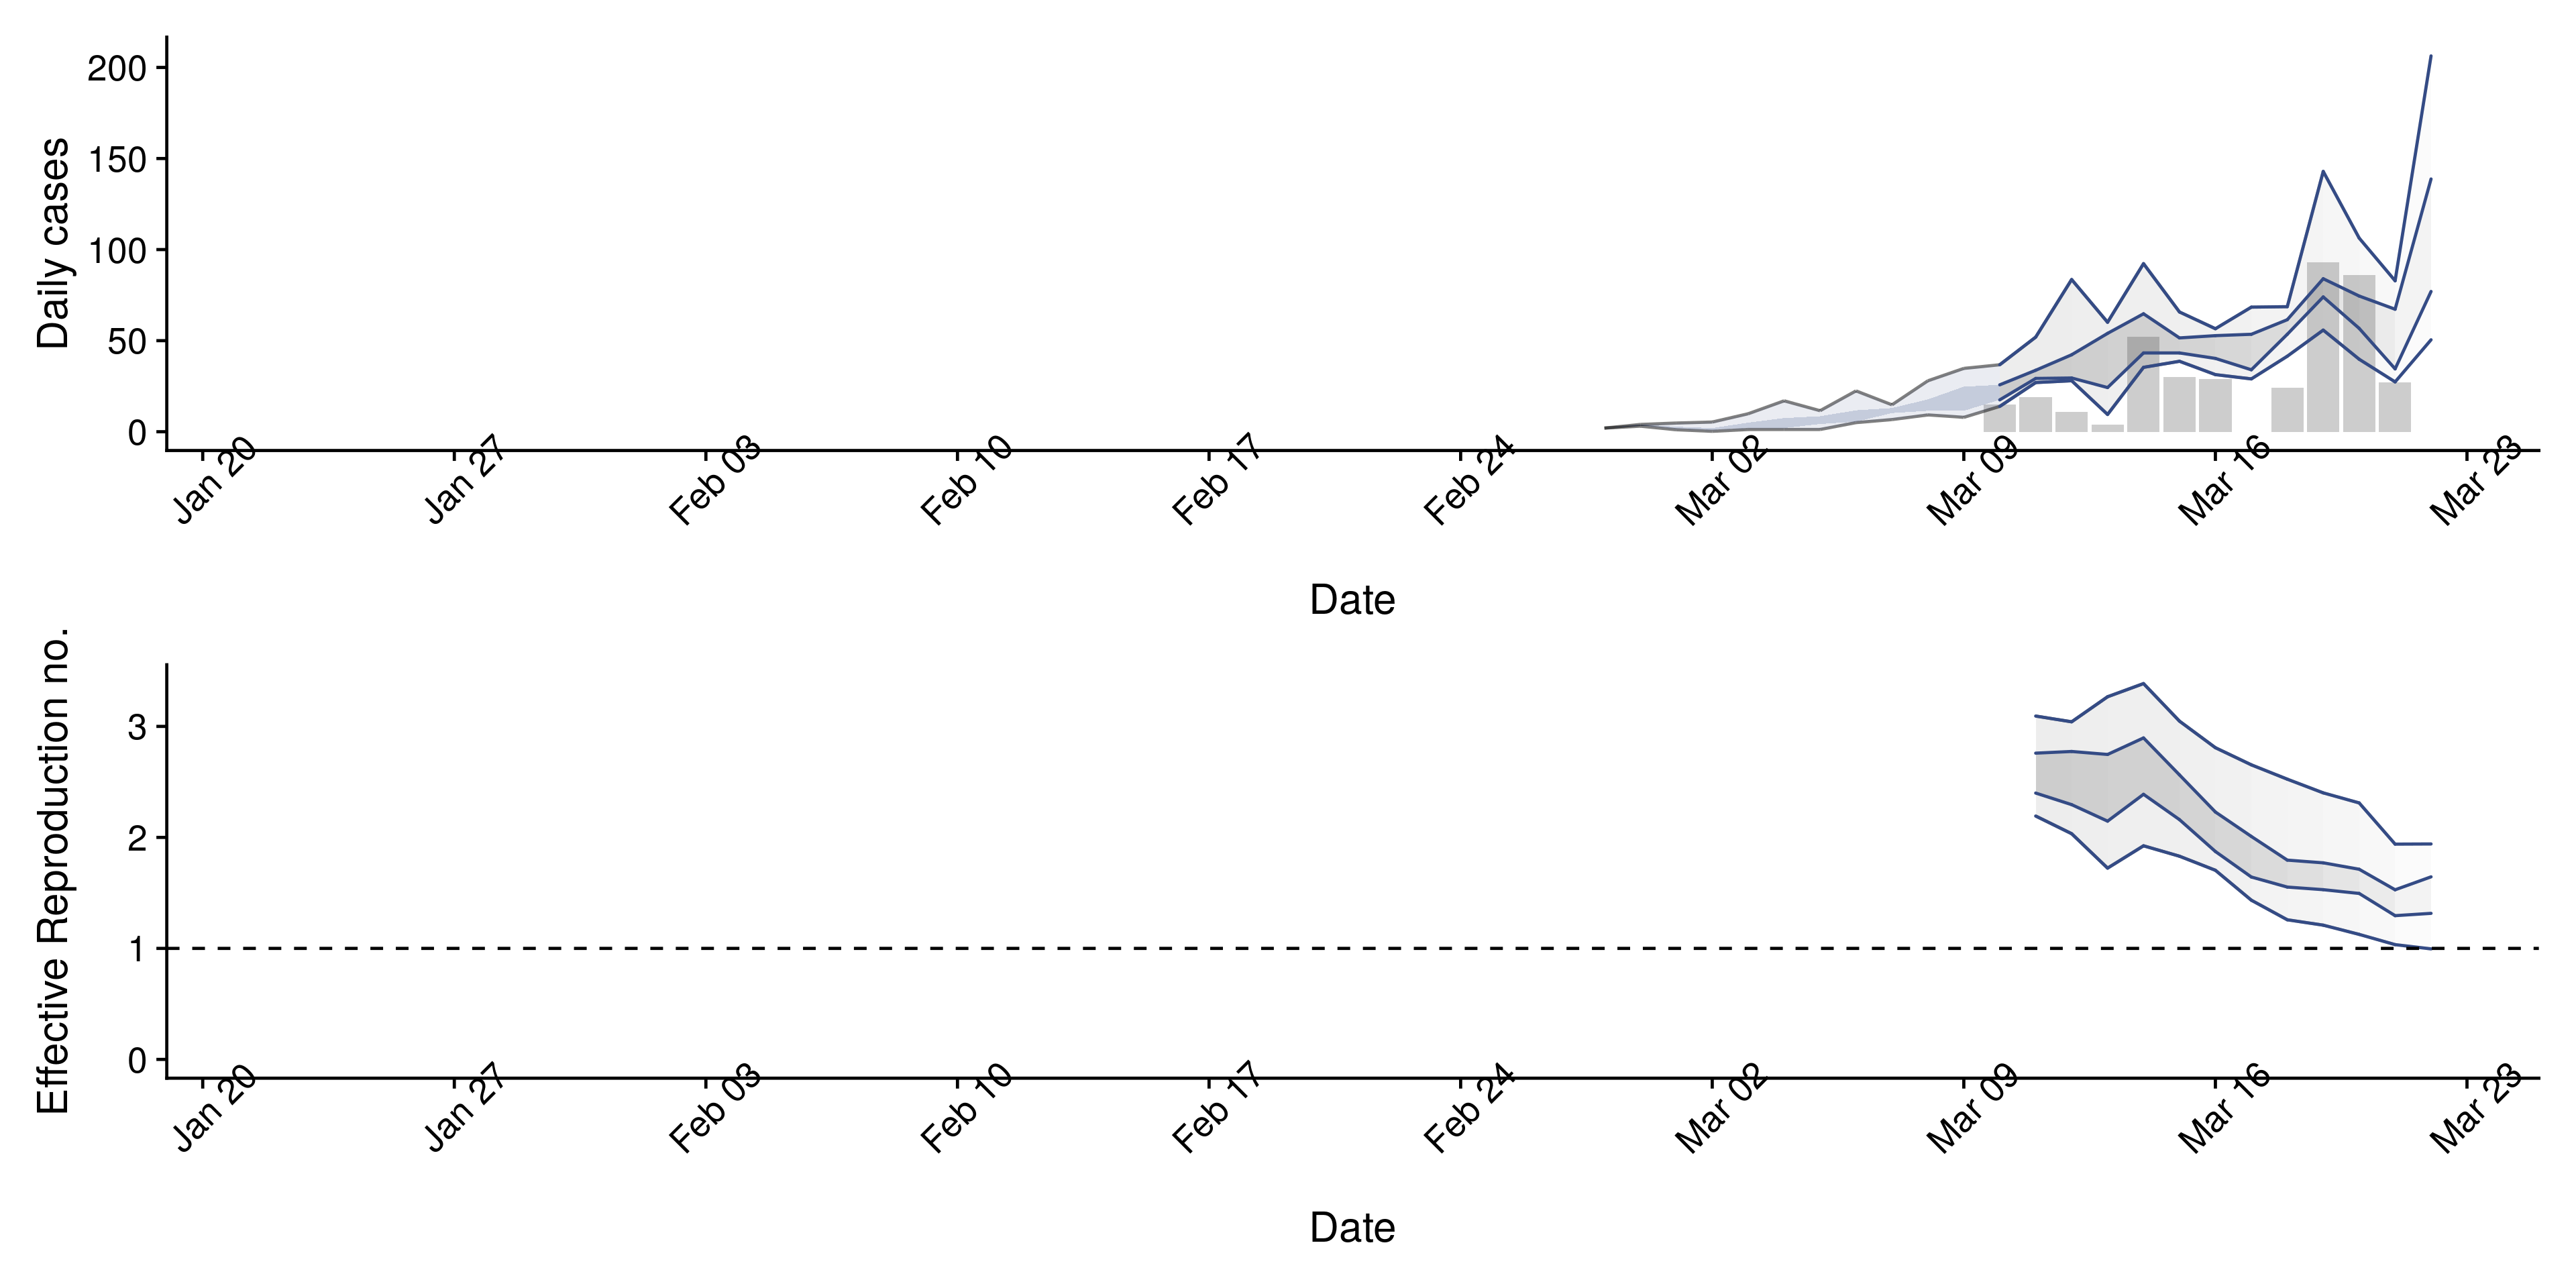 Daily cases
200
150
100
50
0
Jan 20
Jan 27
Feb 03
Feb 10
Feb 17
Feb 24
Mar 02
Mar 09
Mar 16
Mar 23
Date
Effective Reproduction no.
3
2
1
0
Jan 20
Jan 27
Feb 03
Feb 10
Feb 17
Feb 24
Mar 02
Mar 09
Mar 16
Mar 23
Date